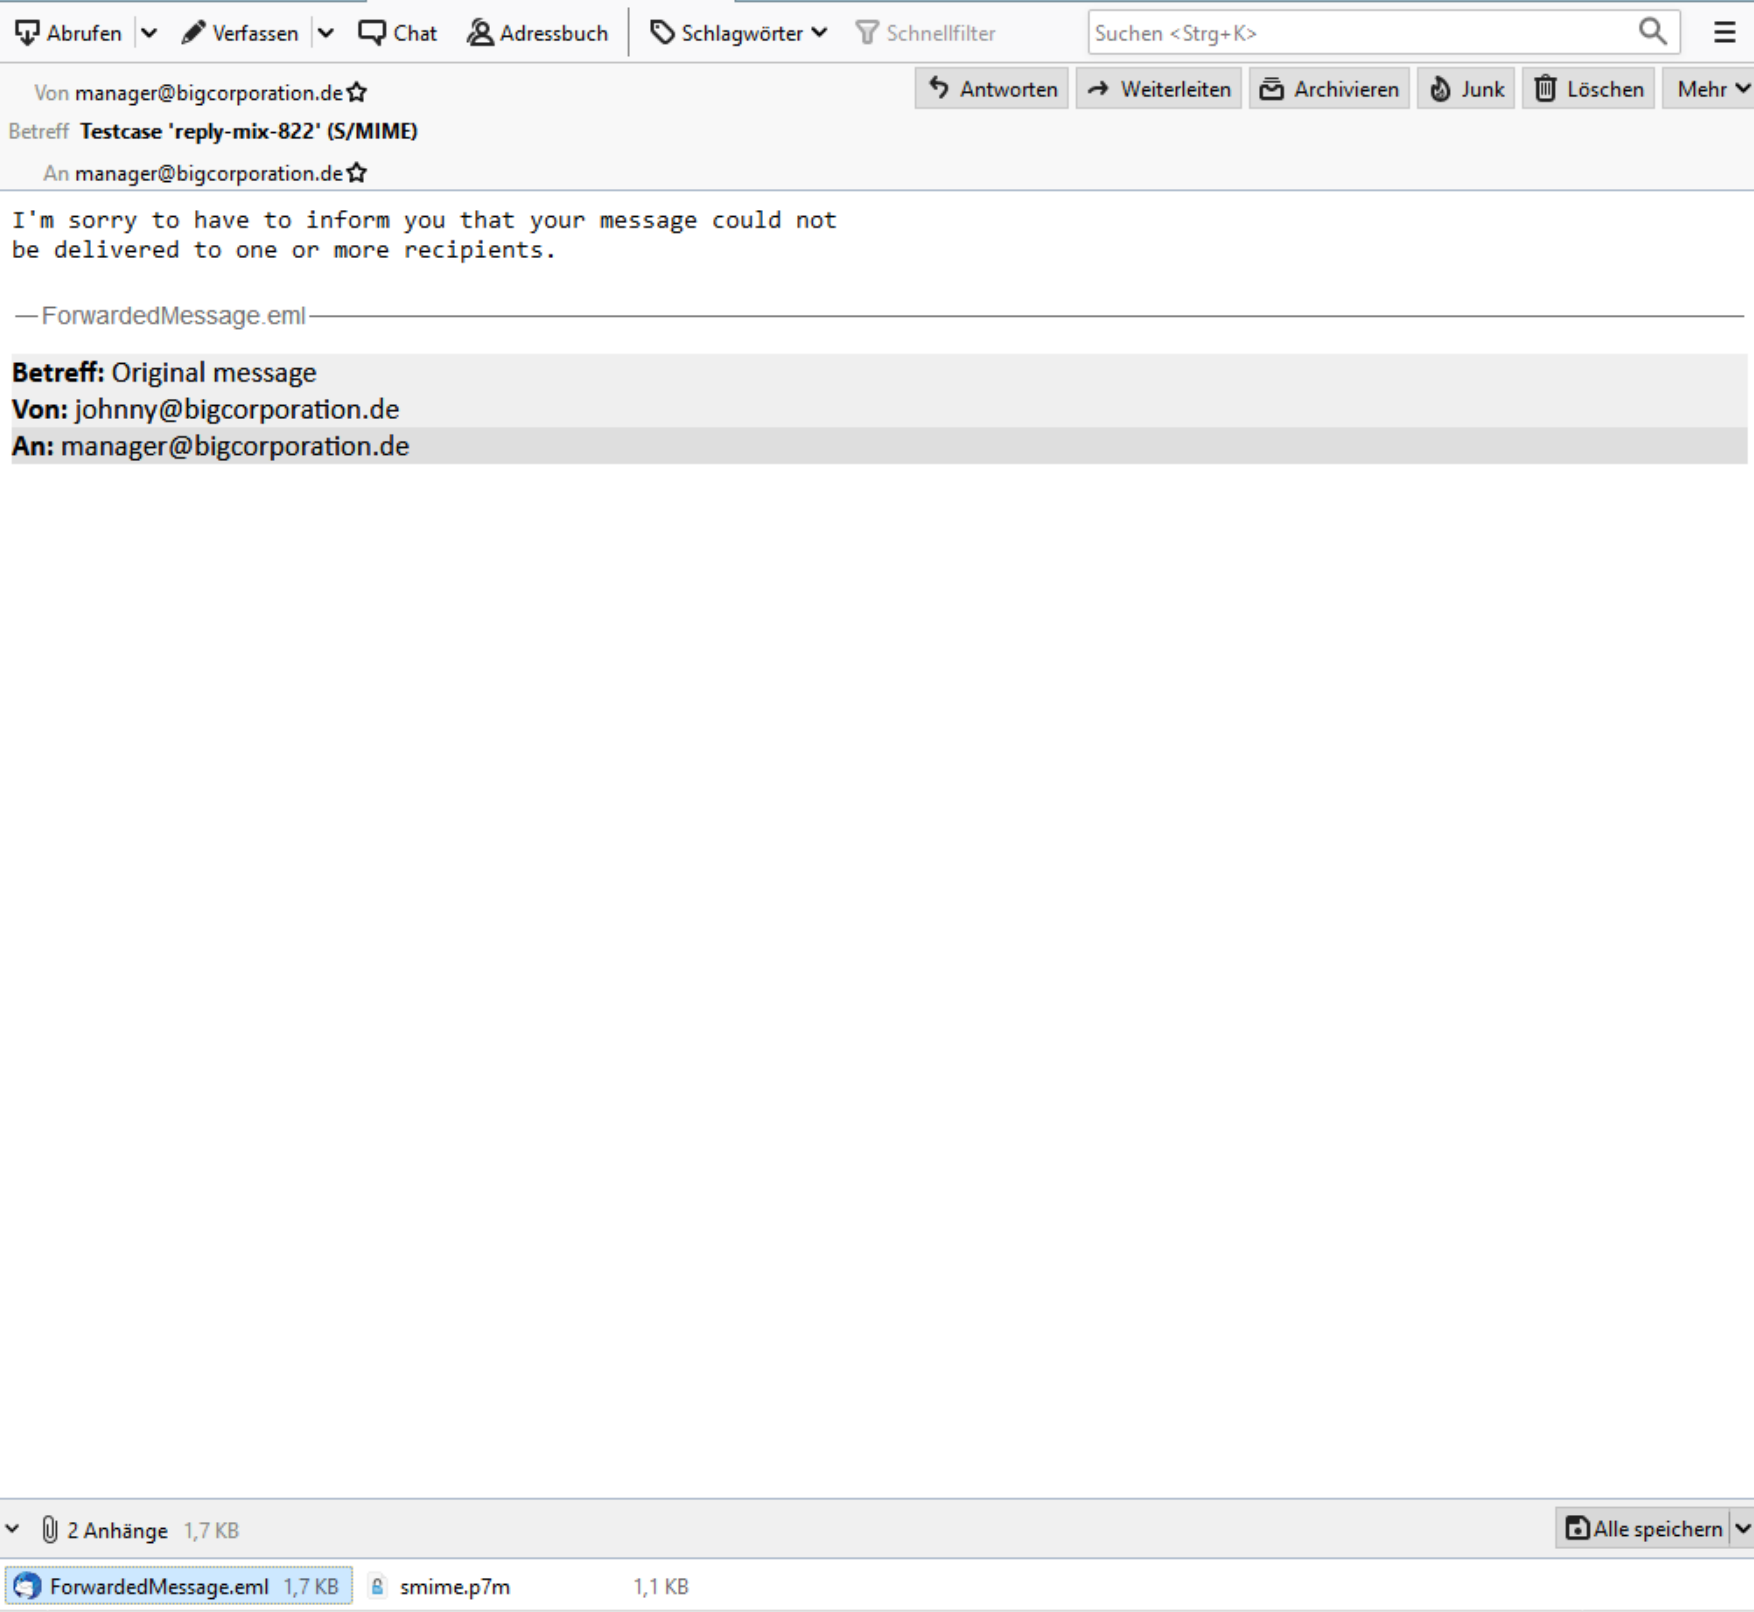 Abrufen Verfassen Chat Adressbuch Schlagwörter Schnellfilter Suchen <Strg+K>
Von manager@bigcorporation.de Antworten Weiterleiten Archivieren Junk Löschen Mehr
Betreff Testcase 'reply-mix-822' (S/MIME)
An manager@bigcorporation.de
I'm sorry to have to inform you that your message could not
be delivered to one or more recipients.
ForwardedMessage.eml
Betreff: Original message
Von: johnny@bigcorporation.de
An: manager@bigcorporation.de
2 Anhänge 1,7 KB Alle speichern
ForwardedMessage.eml 1,7 KB smime.p7m 1,1 KB